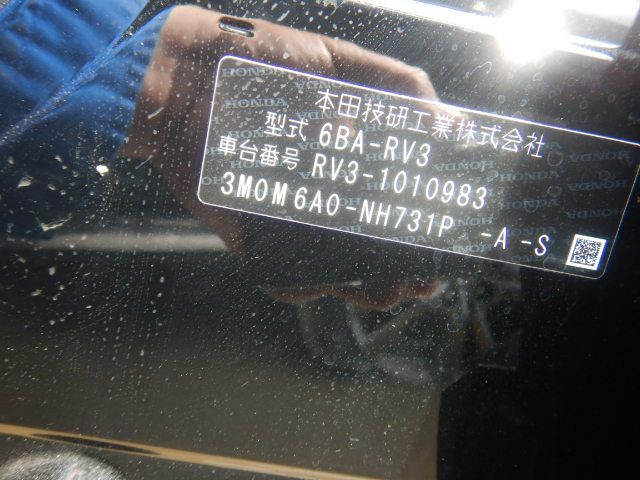 本田技研工業株式会社
型式 6BA-RV3
車台番号 RV3-1010983
3M0M6A0-NH731P -A -S